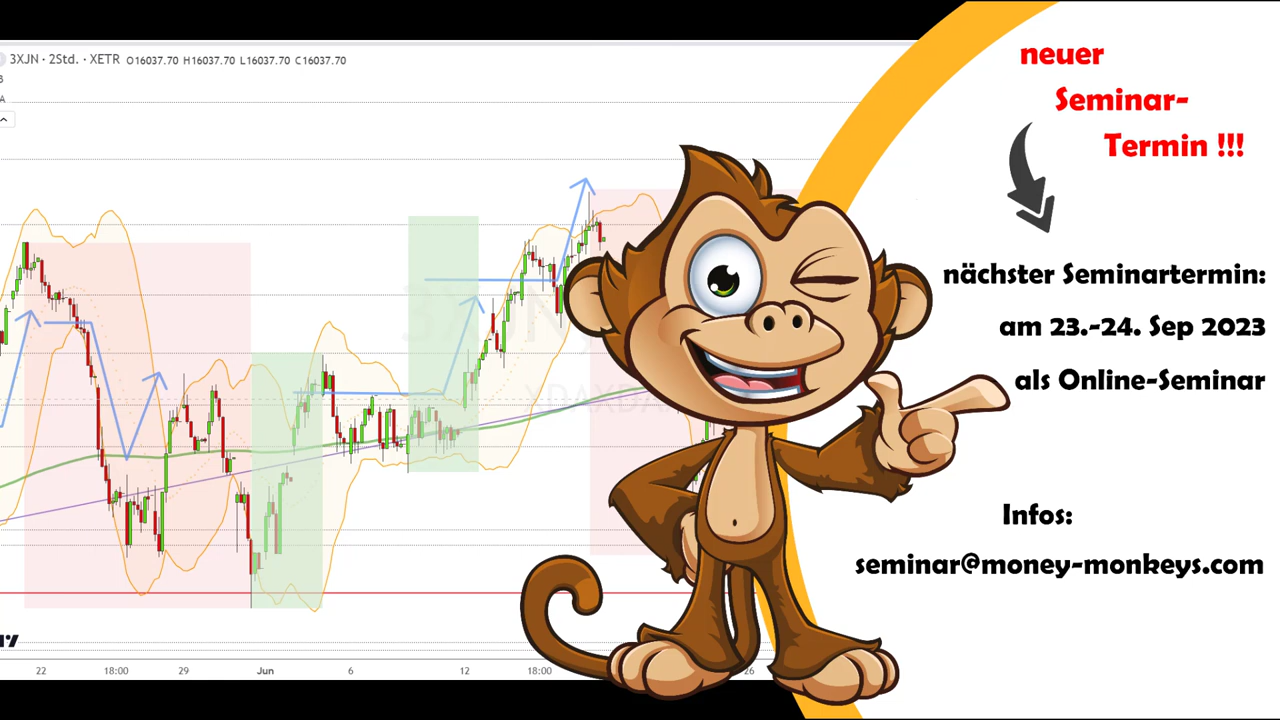 3XJN · 2Std. · XETR O16037.70 H16037.70 L16037.70 C16037.70
neuer
Seminar-
Termin !!!
nächster Seminartermin:
am 23.-24. Sep 2023
als Online-Seminar
Infos:
seminar@money-monkeys.com
22 18:00 29 Jun 6 12 18:00 26